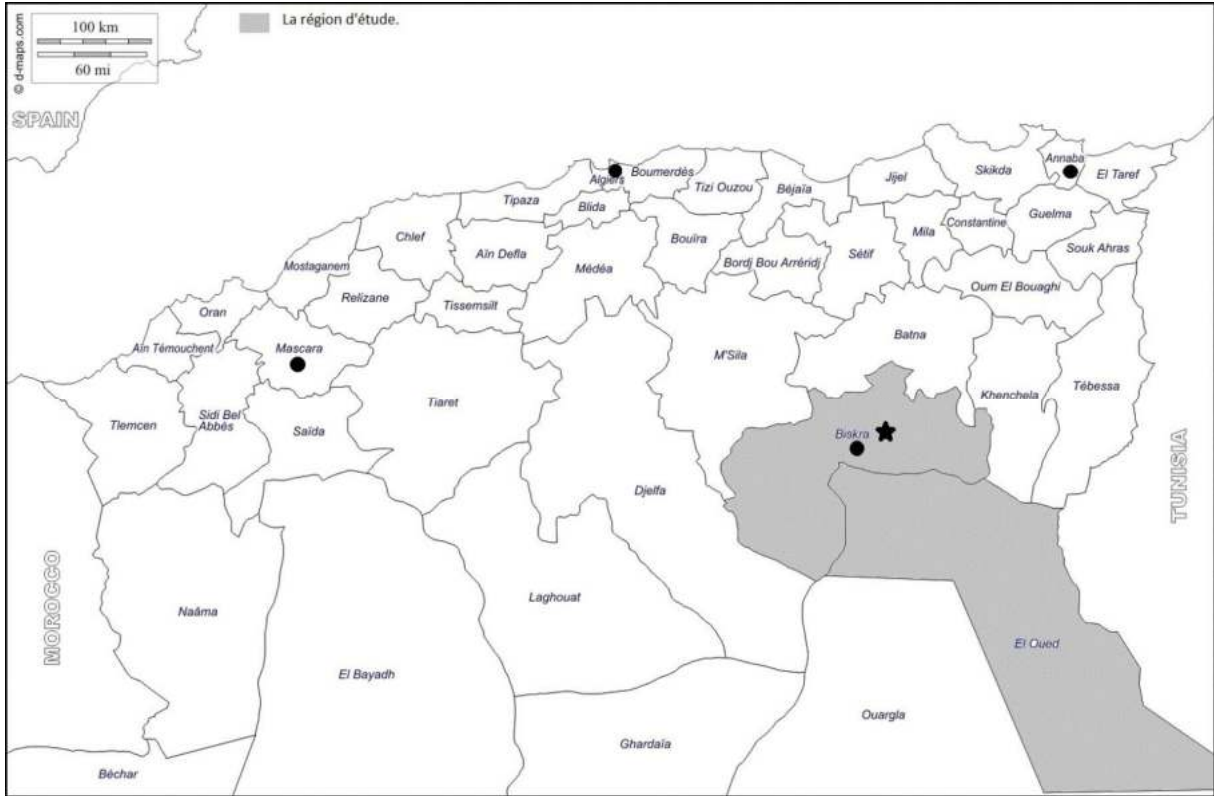 100 km
60 mi
© d-maps.com
La région d'étude.
SPAIN
Algiers
Boumerdés
Tizi Ouzou
Béjaïa
Jijel
Skikda
Annaba
El Taref
Tipaza
Blida
Chlef
Aïn Defla
Médéa
Bouïra
Bordj Bou Arréridj
Sétif
Mila
Constantine
Guelma
Souk Ahras
Mostaganem
Relizane
Tissemsilt
Oum El Bouaghi
Oran
Aïn Témouchent
Mascara
M'Sila
Batna
Khenchela
Tébessa
Tlemcen
Sidi Bel
Abbés
Saïda
Tiaret
Biskra
Djelfa
TUNISIA
MOROCCO
Naâma
Laghouat
El Oued
El Bayadh
Ghardaïa
Ouargla
Béchar